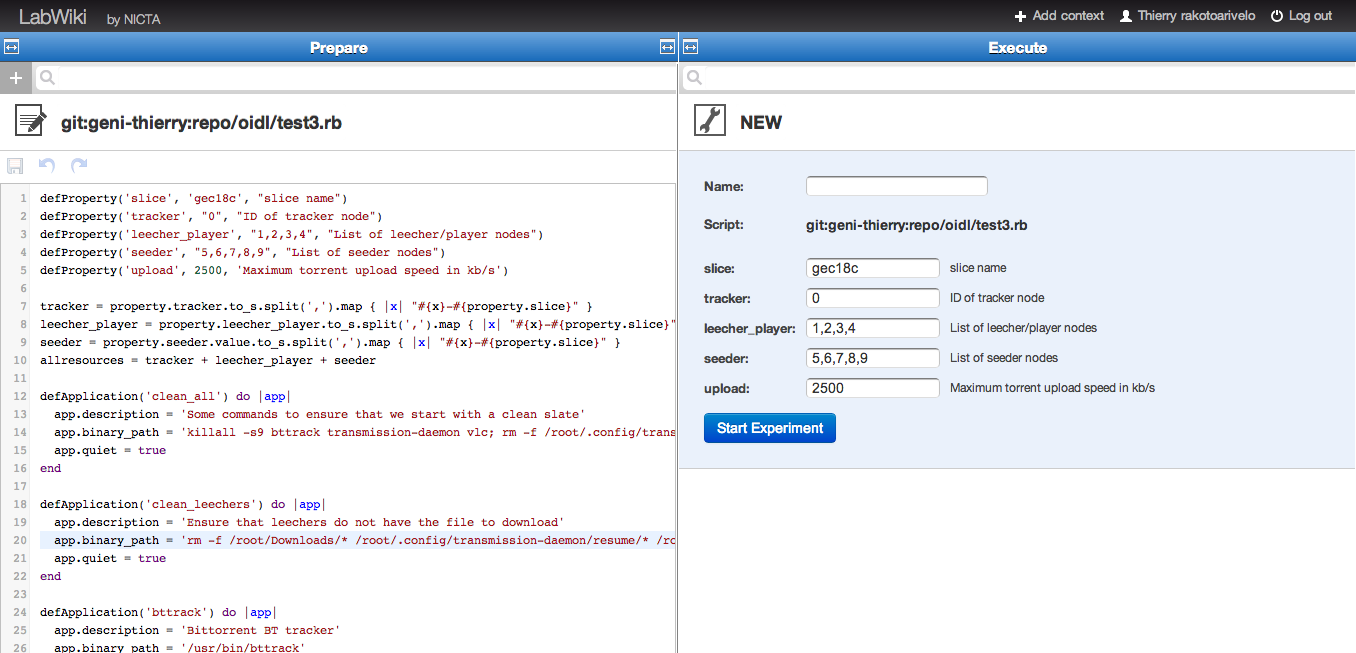 LabWiki by NICTA
Add context Thierry rakotoarivelo Log out
Prepare
git:geni-thierry:repo/oidl/test3.rb
1 defProperty('slice', 'gec18c', "slice name")
2 defProperty('tracker', "0", "ID of tracker node")
3 defProperty('leecher_player', "1,2,3,4", "List of leecher/player nodes")
4 defProperty('seeder', "5,6,7,8,9", "List of seeder nodes")
5 defProperty('upload', 2500, 'Maximum torrent upload speed in kb/s')
6
7 tracker = property.tracker.to_s.split(',').map { |x| "#{x}-#{property.slice}" }
8 leecher_player = property.leecher_player.to_s.split(',').map { |x| "#{x}-#{property.slice}"
9 seeder = property.seeder.value.to_s.split(',').map { |x| "#{x}-#{property.slice}" }
10 allresources = tracker + leecher_player + seeder
11
12 defApplication('clean_all') do |app|
13 app.description = 'Some commands to ensure that we start with a clean slate'
14 app.binary_path = 'killall -s9 bttrack transmission-daemon vlc; rm -f /root/.config/trans
15 app.quiet = true
16 end
17
18 defApplication('clean_leechers') do |app|
19 app.description = 'Ensure that leechers do not have the file to download'
20 app.binary_path = 'rm -f /root/Downloads/* /root/.config/transmission-daemon/resume/* /ro
21 app.quiet = true
22 end
23
24 defApplication('bttrack') do |app|
25 app.description = 'Bittorrent BT tracker'
26 app.binary_path = '/usr/bin/bttrack'
Execute
NEW
Name:
Script: git:geni-thierry:repo/oidl/test3.rb
slice: gec18c slice name
tracker: 0 ID of tracker node
leecher_player: 1,2,3,4 List of leecher/player nodes
seeder: 5,6,7,8,9 List of seeder nodes
upload: 2500 Maximum torrent upload speed in kb/s
Start Experiment